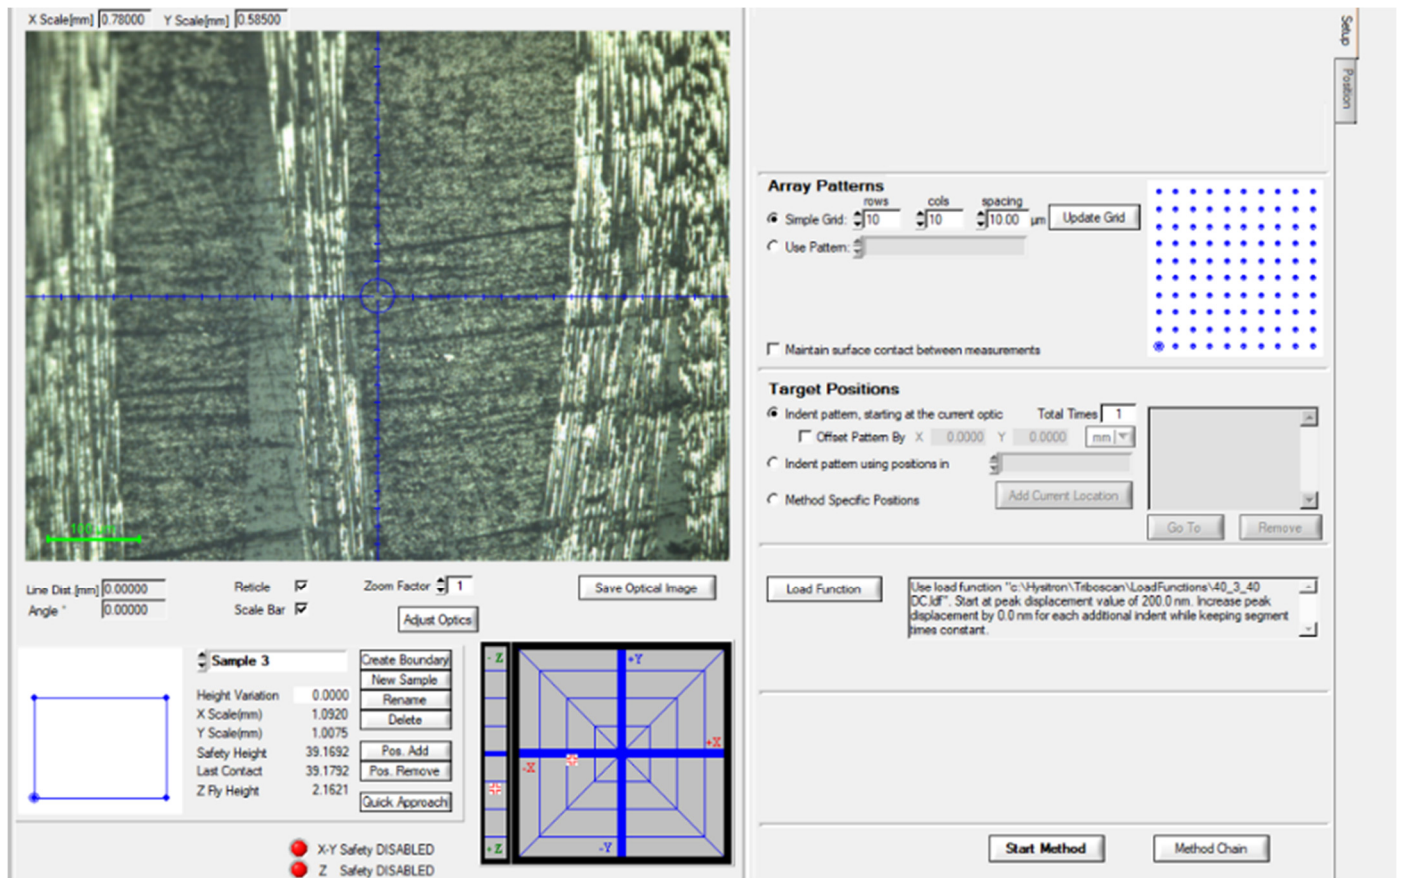 X Scale[mm] 0.78000 Y Scale[mm] 0.58500
Setup
Position
Array Patterns
rows cols spacing
Simple Grid: 10 10 10.00 µm Update Grid
Use Pattern:
Maintain surface contact between measurements
Target Positions
Indent pattern, starting at the current optic Total Times 1
Offset Pattern By X 0.0000 Y 0.0000 mm
Indent pattern using positions in
Method Specific Positions Add Current Location
Go To Remove
Load Function
Use load function "c:\Hysitron\Triboscan\LoadFunctions\40_3_40
DC.ldf". Start at peak displacement value of 200.0 nm. Increase peak
displacement by 0.0 nm for each additional indent while keeping segment
times constant.
Start Method Method Chain
100 µm
Line Dist.[mm] 0.00000 Reticle Zoom Factor 1 Save Optical Image
Angle ° 0.00000 Scale Bar Adjust Optics
Sample 3 Create Boundary
New Sample
Height Variation 0.0000 Rename
X Scale(mm) 1.0920 Delete
Y Scale(mm) 1.0075
Safety Height 39.1692 Pos. Add
Last Contact 39.1792 Pos. Remove
Z Fly Height 2.1621 Quick Approach
- Z +Y
+X
-X
+Z -Y
X-Y Safety DISABLED
Z Safety DISABLED